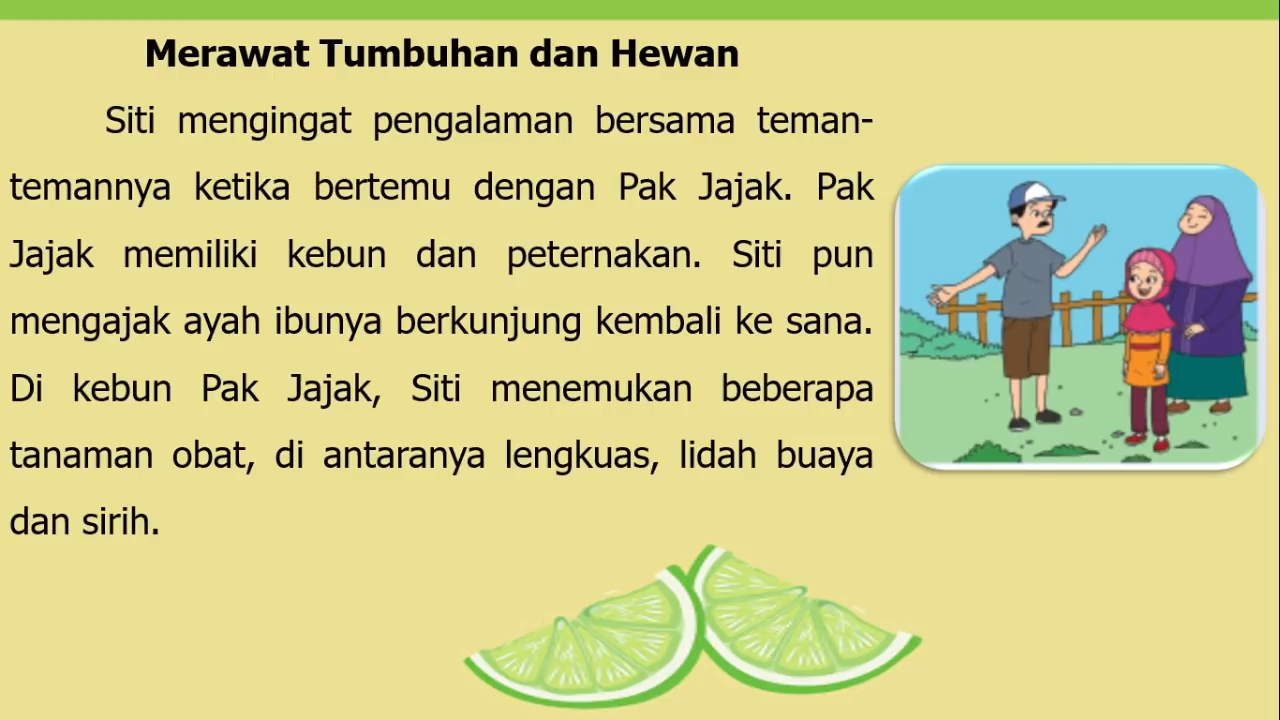 Merawat Tumbuhan dan Hewan
Siti mengingat pengalaman bersama teman-
temannya ketika bertemu dengan Pak Jajak. Pak
Jajak memiliki kebun dan peternakan. Siti pun
mengajak ayah ibunya berkunjung kembali ke sana.
Di kebun Pak Jajak, Siti menemukan beberapa
tanaman obat, di antaranya lengkuas, lidah buaya
dan sirih.